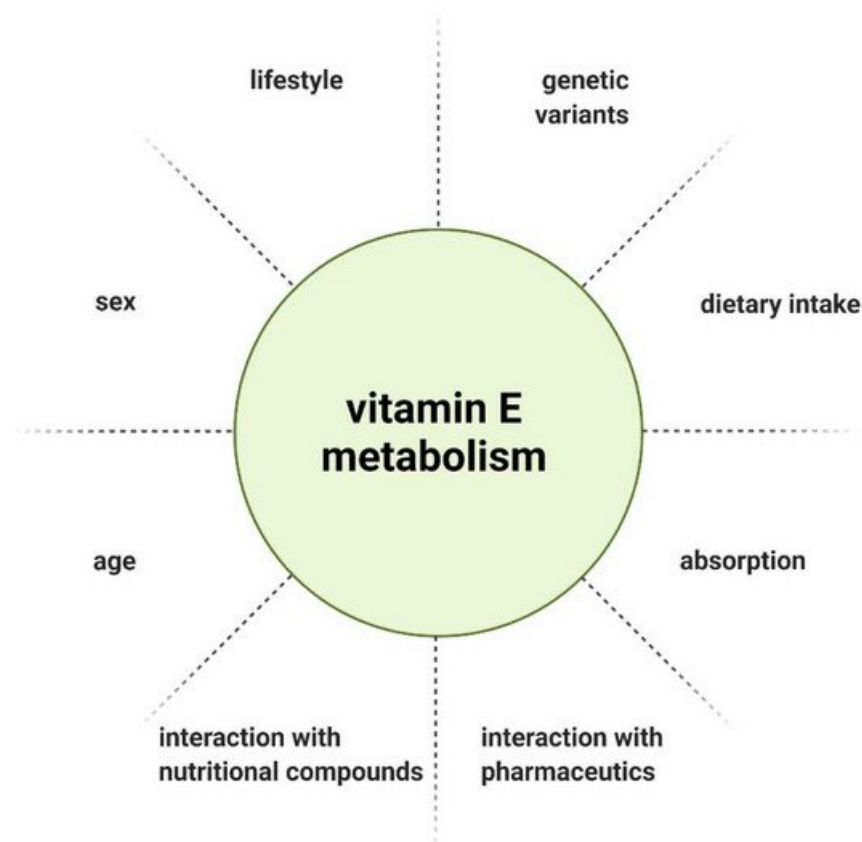 lifestyle
genetic
variants
sex
dietary intake
vitamin E
metabolism
age
absorption
interaction with
nutritional compounds
interaction with
pharmaceutics